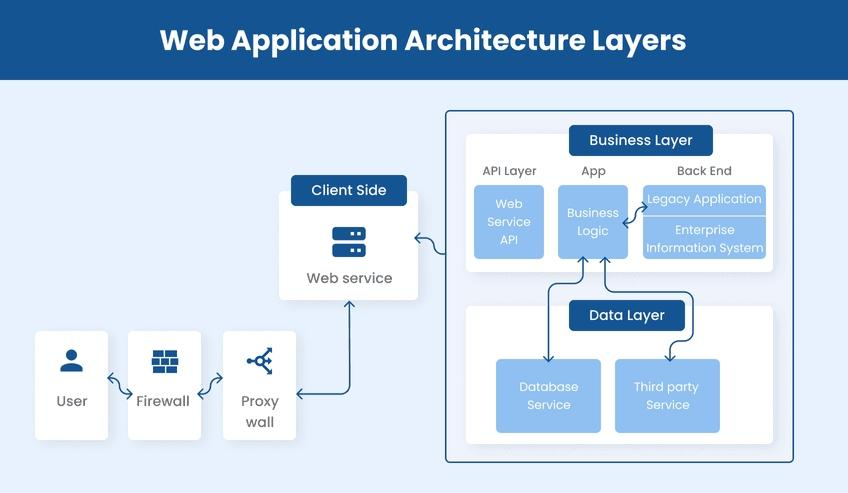 Web Application Architecture Layers
Client Side
Web service
User
Firewall
Proxy
wall
Business Layer
API Layer
App
Back End
Web
Service
API
Business
Logic
Legacy Application
Enterprise
Information System
Data Layer
Database
Service
Third party
Service